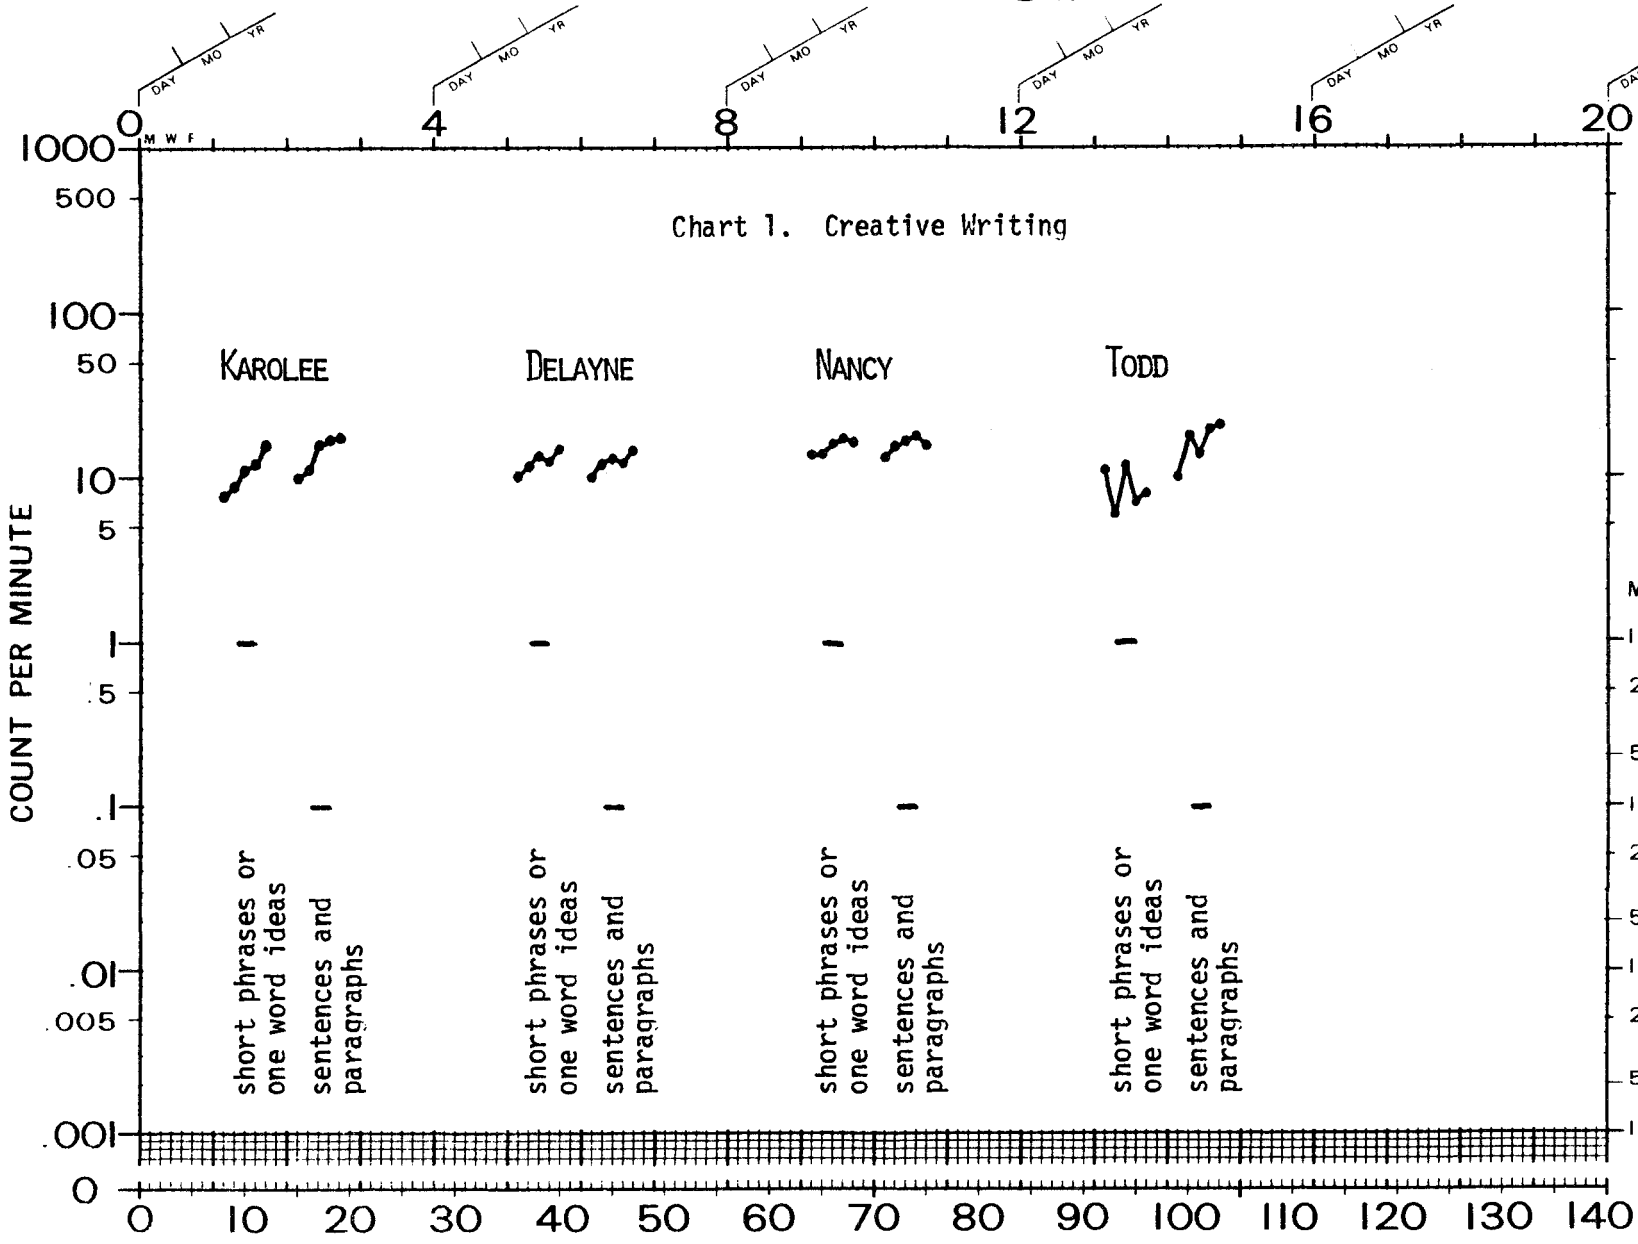 DAY MO YR
DAY MO YR
DAY MO YR
DAY MO YR
DAY MO YR
0 4 8 12 16 20
M W F
1000
500
Chart 1. Creative Writing
100
50
KAROLEE DELAYNE NANCY TODD
10
5
COUNT PER MINUTE
1
.5
.1
.05
.01
.005
.001
0
short phrases or
one word ideas
sentences and
paragraphs
short phrases or
one word ideas
sentences and
paragraphs
short phrases or
one word ideas
sentences and
paragraphs
short phrases or
one word ideas
sentences and
paragraphs
0 10 20 30 40 50 60 70 80 90 100 110 120 130 140